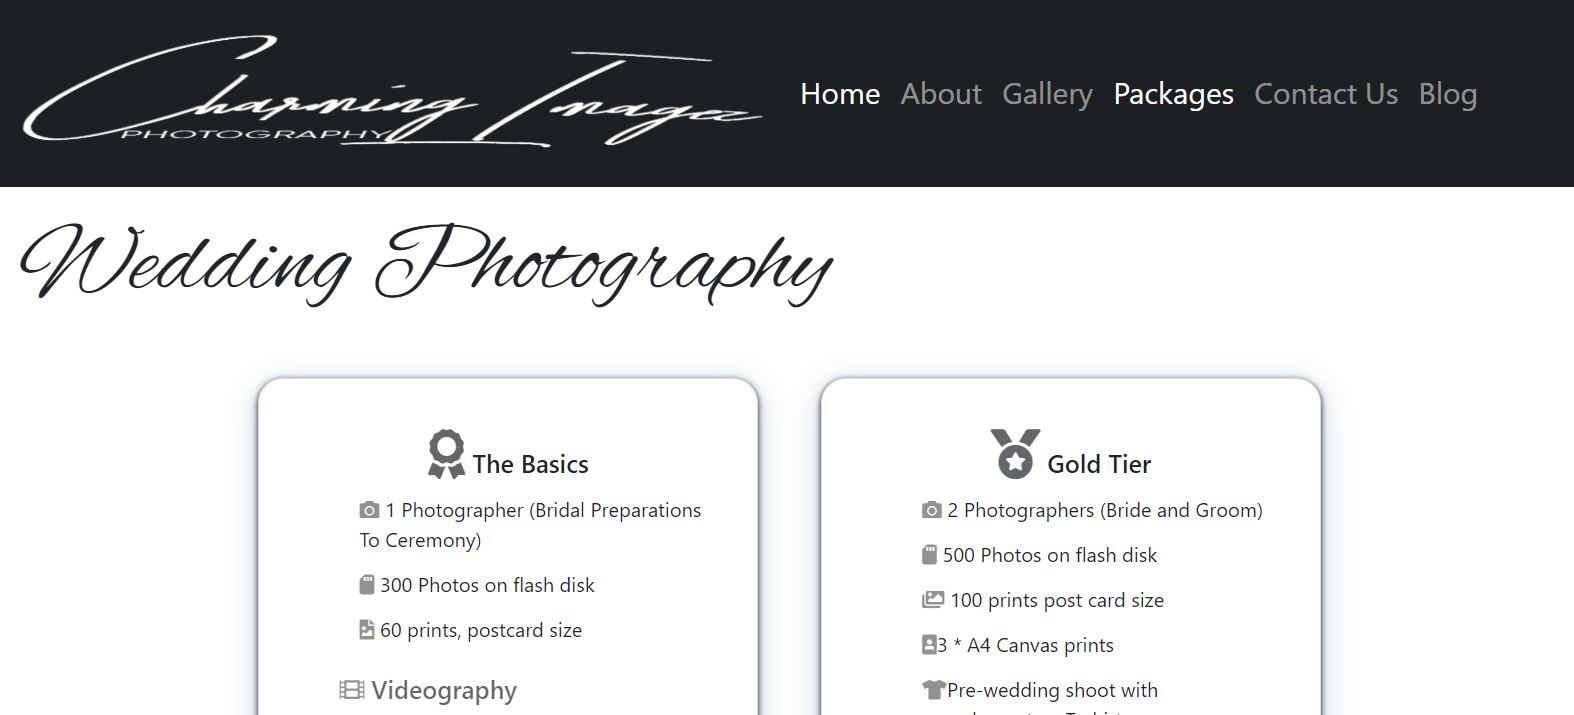 Charming Imagez
PHOTOGRAPHY
Home About Gallery Packages Contact Us Blog
Wedding Photography
The Basics
1 Photographer (Bridal Preparations
To Ceremony)
300 Photos on flash disk
60 prints, postcard size
Videography
Gold Tier
2 Photographers (Bride and Groom)
500 Photos on flash disk
100 prints post card size
3 * A4 Canvas prints
Pre-wedding shoot with